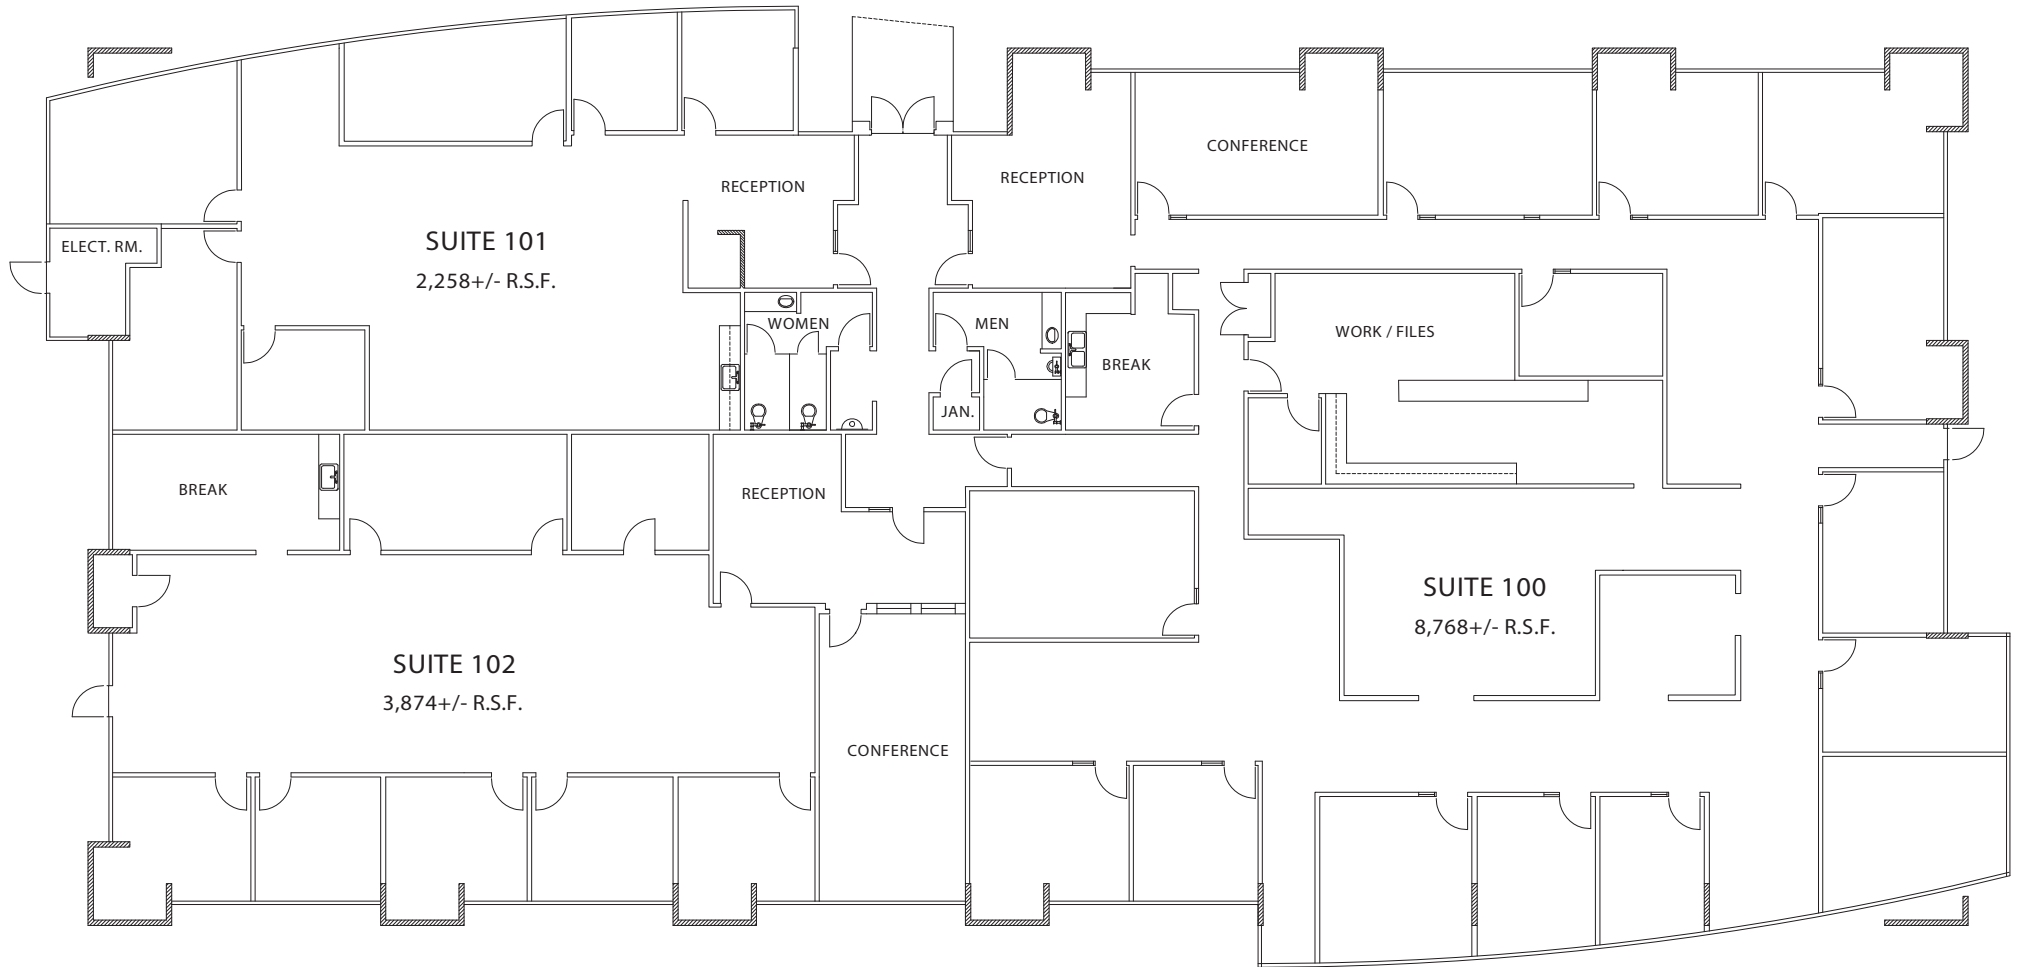 CONFERENCE
RECEPTION
RECEPTION
SUITE 101
2,258+/- R.S.F.
ELECT. RM.
WOMEN
MEN
WORK / FILES
BREAK
JAN.
BREAK
RECEPTION
SUITE 100
8,768+/- R.S.F.
SUITE 102
3,874+/- R.S.F.
CONFERENCE